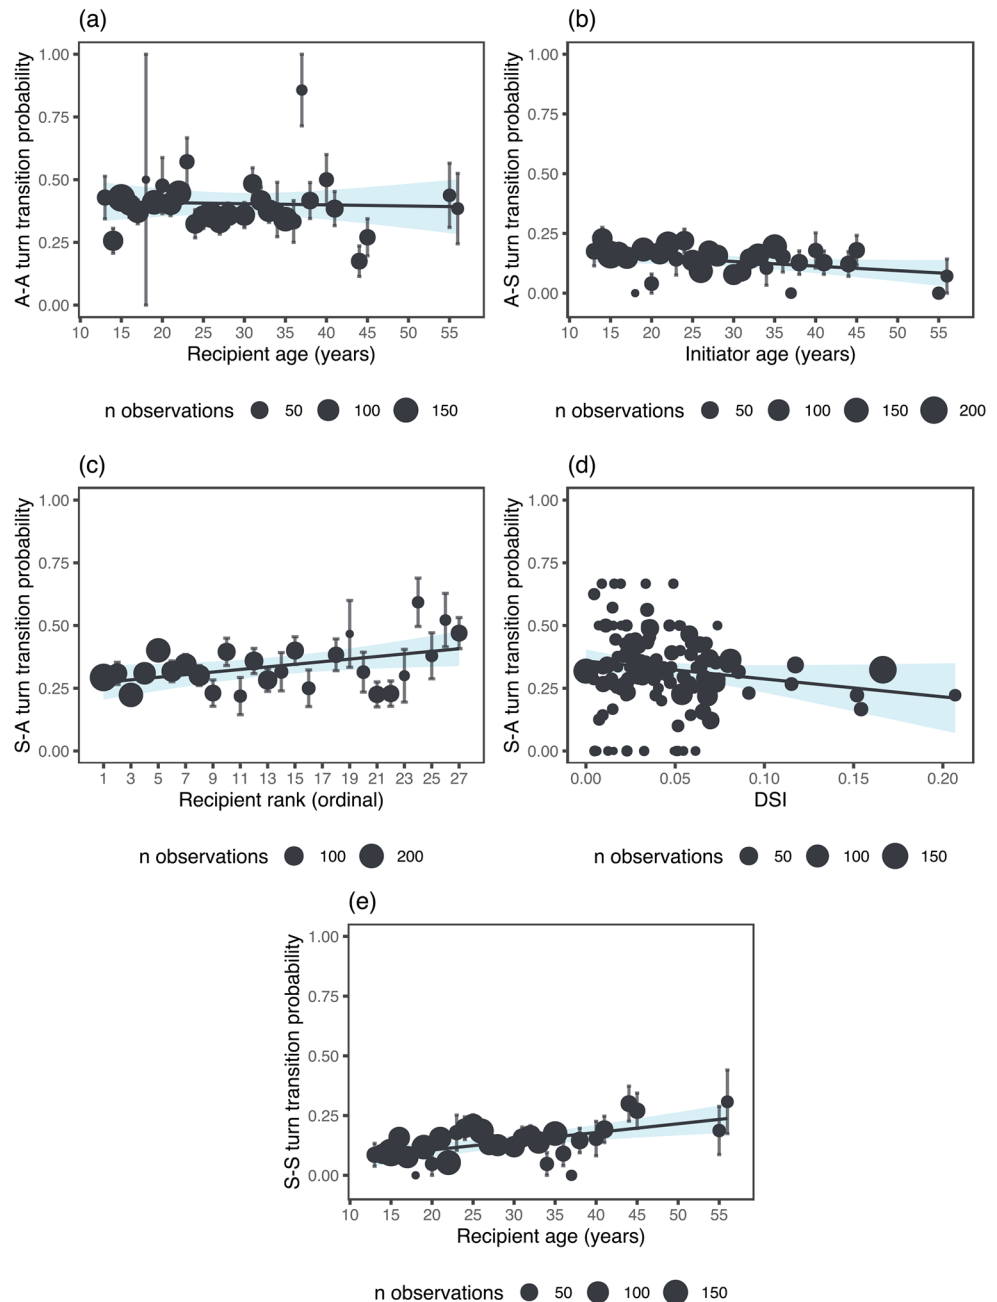 (a)
A-A turn transition probability
1.00
0.75
0.50
0.25
0.00
10 15 20 25 30 35 40 45 50 55
Recipient age (years)
n observations 50 100 150
(b)
A-S turn transition probability
1.00
0.75
0.50
0.25
0.00
10 15 20 25 30 35 40 45 50 55
Initiator age (years)
n observations 50 100 150 200
(c)
S-A turn transition probability
1.00
0.75
0.50
0.25
0.00
1 3 5 7 9 11 13 15 17 19 21 23 25 27
Recipient rank (ordinal)
n observations 100 200
(d)
S-A turn transition probability
1.00
0.75
0.50
0.25
0.00
0.00 0.05 0.10 0.15 0.20
DSI
n observations 50 100 150
(e)
S-S turn transition probability
1.00
0.75
0.50
0.25
0.00
10 15 20 25 30 35 40 45 50 55
Recipient age (years)
n observations 50 100 150